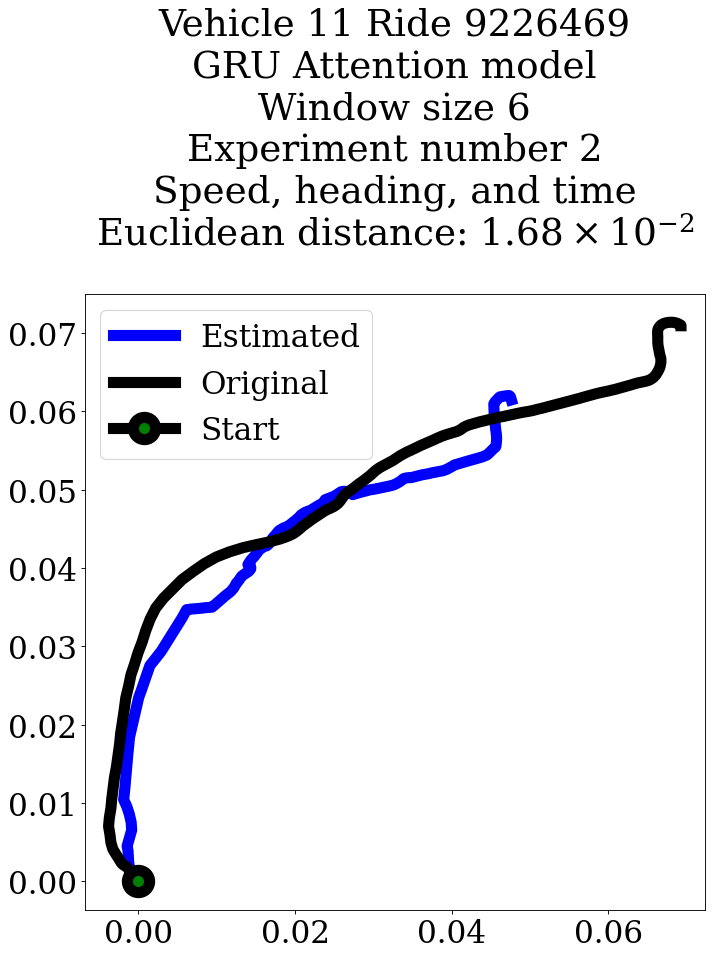 Vehicle 11 Ride 9226469
GRU Attention model
Window size 6
Experiment number 2
Speed, heading, and time
Euclidean distance: 1.68 × 10⁻²
Estimated
Original
Start
0.07
0.06
0.05
0.04
0.03
0.02
0.01
0.00
0.00 0.02 0.04 0.06